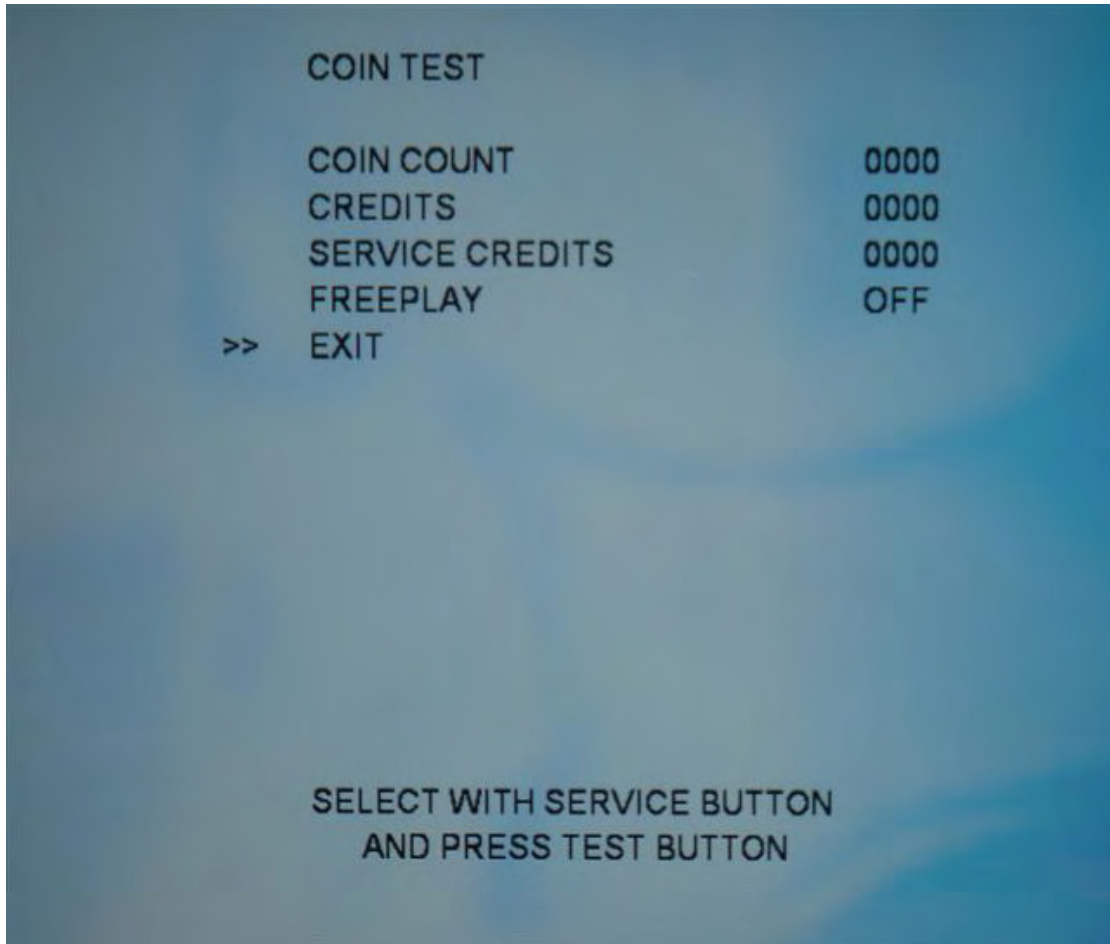 COIN TEST
COIN COUNT 0000
CREDITS 0000
SERVICE CREDITS 0000
FREEPLAY OFF
>> EXIT
SELECT WITH SERVICE BUTTON
AND PRESS TEST BUTTON